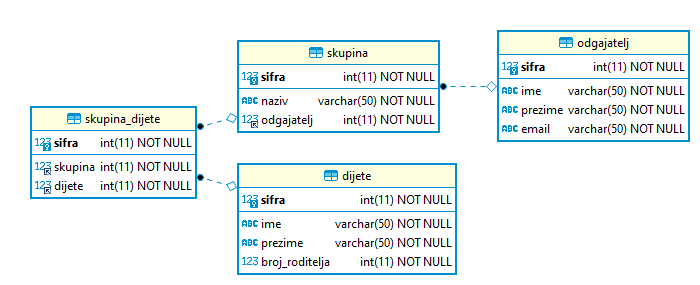 skupina
123 sifra int(11) NOT NULL
ABC naziv varchar(50) NOT NULL
123 odgajatelj int(11) NOT NULL
odgajatelj
123 sifra int(11) NOT NULL
ABC ime varchar(50) NOT NULL
ABC prezime varchar(50) NOT NULL
ABC email varchar(50) NOT NULL
skupina_dijete
123 sifra int(11) NOT NULL
123 skupina int(11) NOT NULL
123 dijete int(11) NOT NULL
dijete
123 sifra int(11) NOT NULL
ABC ime varchar(50) NOT NULL
ABC prezime varchar(50) NOT NULL
123 broj_roditelja int(11) NOT NULL